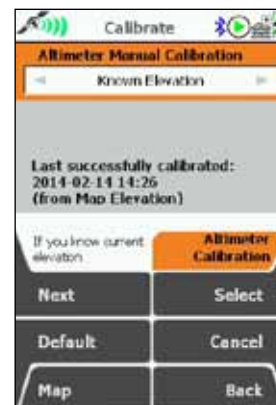 Calibrate
Altimeter Manual Calibration
Known Elevation
Last successfully calibrated:
2014-02-14 14:26
(from Map Elevation)
If you know current
elevation
Altimeter
Calibration
Next
Select
Default
Cancel
Map
Back